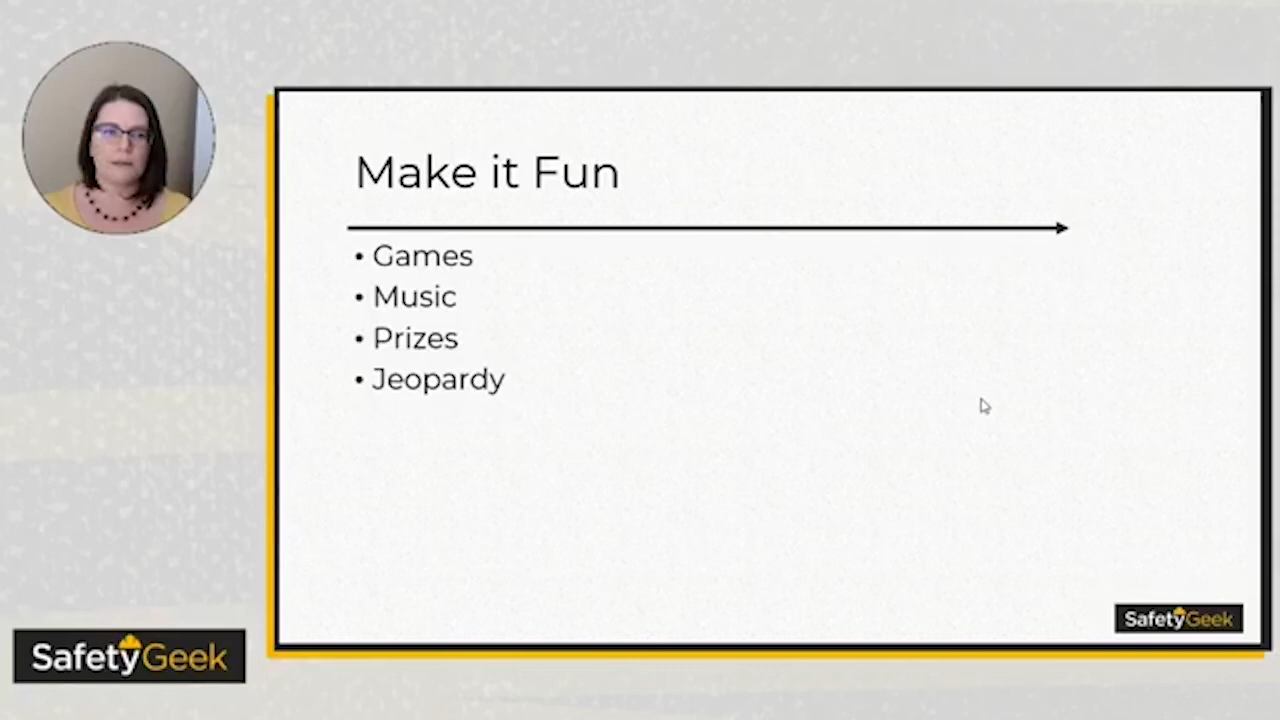 Make it Fun
• Games
• Music
• Prizes
• Jeopardy
SafetyGeek
SafetyGeek